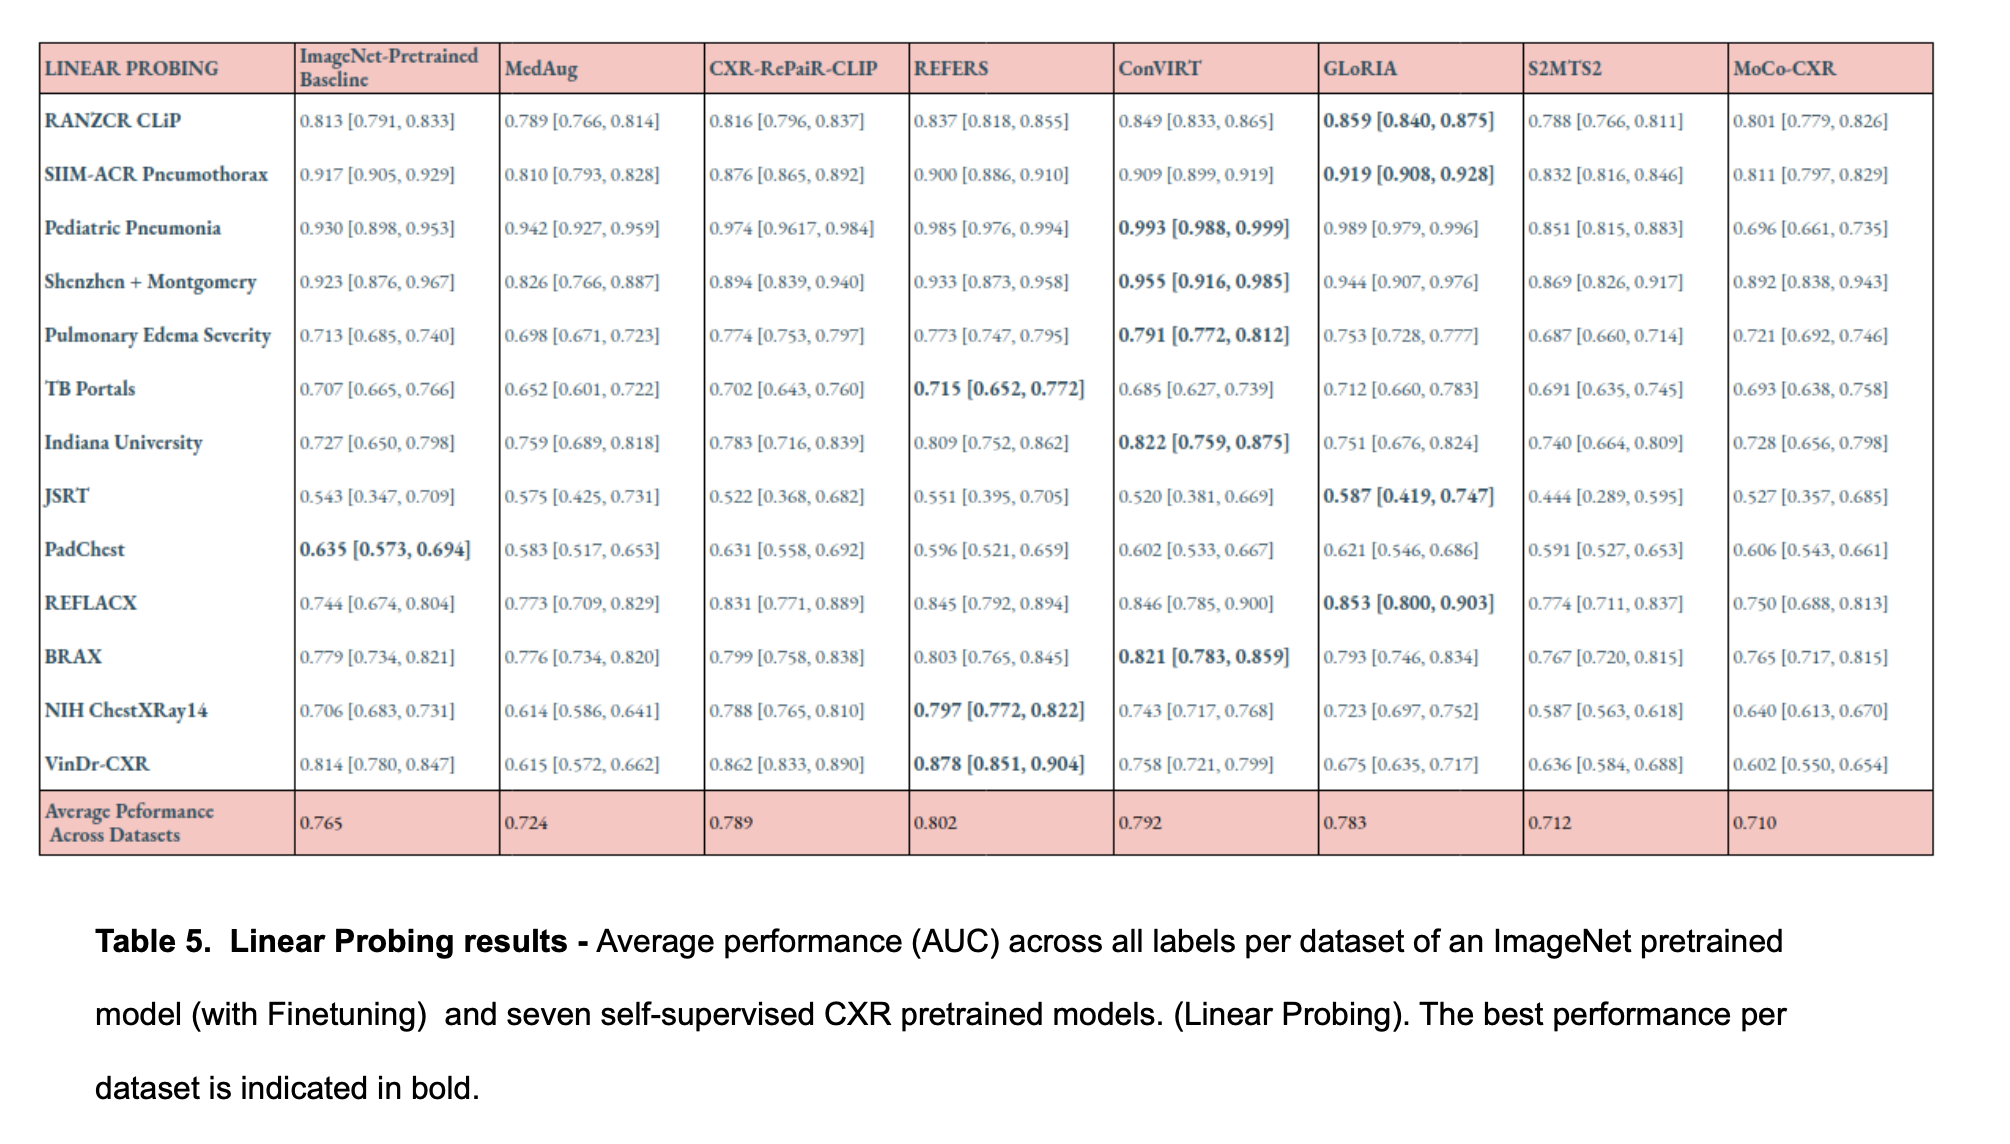 LINEAR PROBING ImageNet-Pretrained Baseline MedAug CXR-RePaiR-CLIP REFERS ConVIRT GLoRIA S2MTS2 MoCo-CXR
RANZCR CLiP 0.813 [0.791, 0.833] 0.789 [0.766, 0.814] 0.816 [0.796, 0.837] 0.837 [0.818, 0.855] 0.849 [0.833, 0.865] 0.859 [0.840, 0.875] 0.788 [0.766, 0.811] 0.801 [0.779, 0.826]
SIIM-ACR Pneumothorax 0.917 [0.905, 0.929] 0.810 [0.793, 0.828] 0.876 [0.865, 0.892] 0.900 [0.886, 0.910] 0.909 [0.899, 0.919] 0.919 [0.908, 0.928] 0.832 [0.816, 0.846] 0.811 [0.797, 0.829]
Pediatric Pneumonia 0.930 [0.898, 0.953] 0.942 [0.927, 0.959] 0.974 [0.9617, 0.984] 0.985 [0.976, 0.994] 0.993 [0.988, 0.999] 0.989 [0.979, 0.996] 0.851 [0.815, 0.883] 0.696 [0.661, 0.735]
Shenzhen + Montgomery 0.923 [0.876, 0.967] 0.826 [0.766, 0.887] 0.894 [0.839, 0.940] 0.933 [0.873, 0.958] 0.955 [0.916, 0.985] 0.944 [0.907, 0.976] 0.869 [0.826, 0.917] 0.892 [0.838, 0.943]
Pulmonary Edema Severity 0.713 [0.685, 0.740] 0.698 [0.671, 0.723] 0.774 [0.753, 0.797] 0.773 [0.747, 0.795] 0.791 [0.772, 0.812] 0.753 [0.728, 0.777] 0.687 [0.660, 0.714] 0.721 [0.692, 0.746]
TB Portals 0.707 [0.665, 0.766] 0.652 [0.601, 0.722] 0.702 [0.643, 0.760] 0.715 [0.652, 0.772] 0.685 [0.627, 0.739] 0.712 [0.660, 0.783] 0.691 [0.635, 0.745] 0.693 [0.638, 0.758]
Indiana University 0.727 [0.650, 0.798] 0.759 [0.689, 0.818] 0.783 [0.716, 0.839] 0.809 [0.752, 0.862] 0.822 [0.759, 0.875] 0.751 [0.676, 0.824] 0.740 [0.664, 0.809] 0.728 [0.656, 0.798]
JSRT 0.543 [0.347, 0.709] 0.575 [0.425, 0.731] 0.522 [0.368, 0.682] 0.551 [0.395, 0.705] 0.520 [0.381, 0.669] 0.587 [0.419, 0.747] 0.444 [0.289, 0.595] 0.527 [0.357, 0.685]
PadChest 0.635 [0.573, 0.694] 0.583 [0.517, 0.653] 0.631 [0.558, 0.692] 0.596 [0.521, 0.659] 0.602 [0.533, 0.667] 0.621 [0.546, 0.686] 0.591 [0.527, 0.653] 0.606 [0.543, 0.661]
REFLACX 0.744 [0.674, 0.804] 0.773 [0.709, 0.829] 0.831 [0.771, 0.889] 0.845 [0.792, 0.894] 0.846 [0.785, 0.900] 0.853 [0.800, 0.903] 0.774 [0.711, 0.837] 0.750 [0.688, 0.813]
BRAX 0.779 [0.734, 0.821] 0.776 [0.734, 0.820] 0.799 [0.758, 0.838] 0.803 [0.765, 0.845] 0.821 [0.783, 0.859] 0.793 [0.746, 0.834] 0.767 [0.720, 0.815] 0.765 [0.717, 0.815]
NIH ChestXRay14 0.706 [0.683, 0.731] 0.614 [0.586, 0.641] 0.788 [0.765, 0.810] 0.797 [0.772, 0.822] 0.743 [0.717, 0.768] 0.723 [0.697, 0.752] 0.587 [0.563, 0.618] 0.640 [0.613, 0.670]
VinDr-CXR 0.814 [0.780, 0.847] 0.615 [0.572, 0.662] 0.862 [0.833, 0.890] 0.878 [0.851, 0.904] 0.758 [0.721, 0.799] 0.675 [0.635, 0.717] 0.636 [0.584, 0.688] 0.602 [0.550, 0.654]
Average Peformance Across Datasets 0.765 0.724 0.789 0.802 0.792 0.783 0.712 0.710
Table 5. Linear Probing results - Average performance (AUC) across all labels per dataset of an ImageNet pretrained
model (with Finetuning) and seven self-supervised CXR pretrained models. (Linear Probing). The best performance per
dataset is indicated in bold.